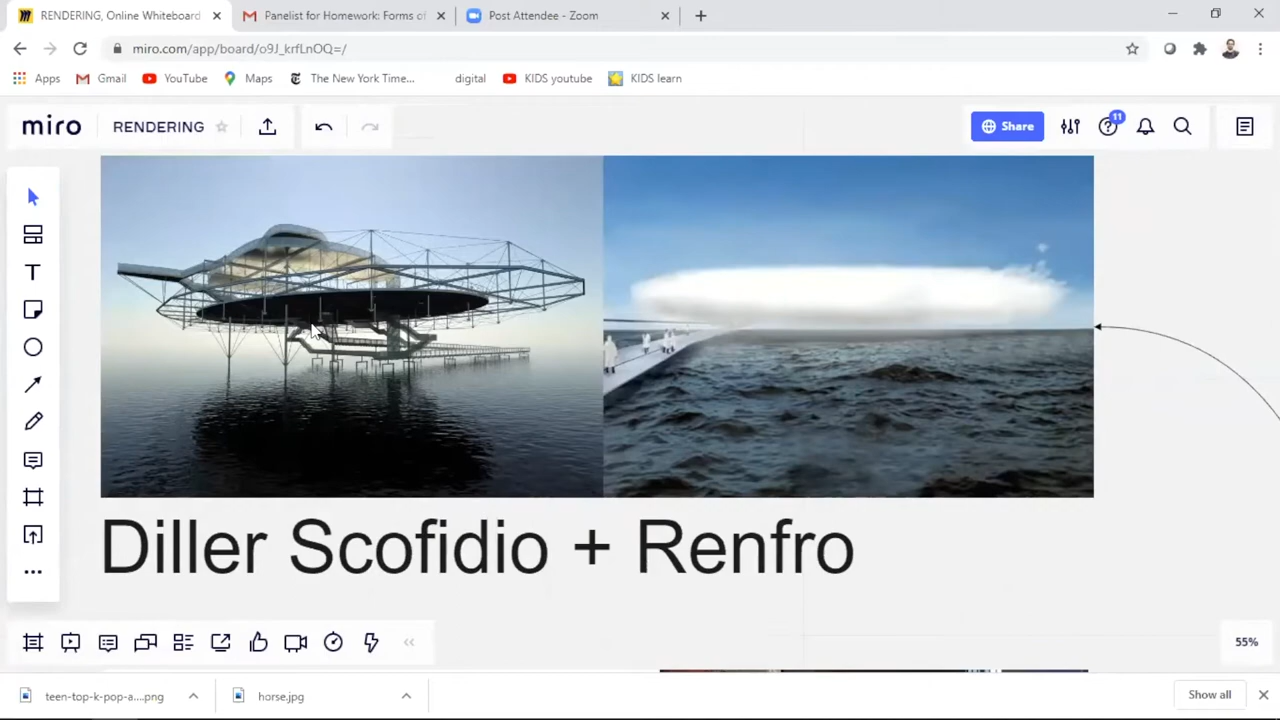 RENDERING, Online Whiteboard
Panelist for Homework: Forms of
Post Attendee - Zoom
miro.com/app/board/o9J_krfLnOQ=/
Apps
Gmail
YouTube
Maps
The New York Time...
digital
KIDS youtube
KIDS learn
miro
RENDERING
Share
11
Diller Scofidio + Renfro
55%
teen-top-k-pop-a....png
horse.jpg
Show all